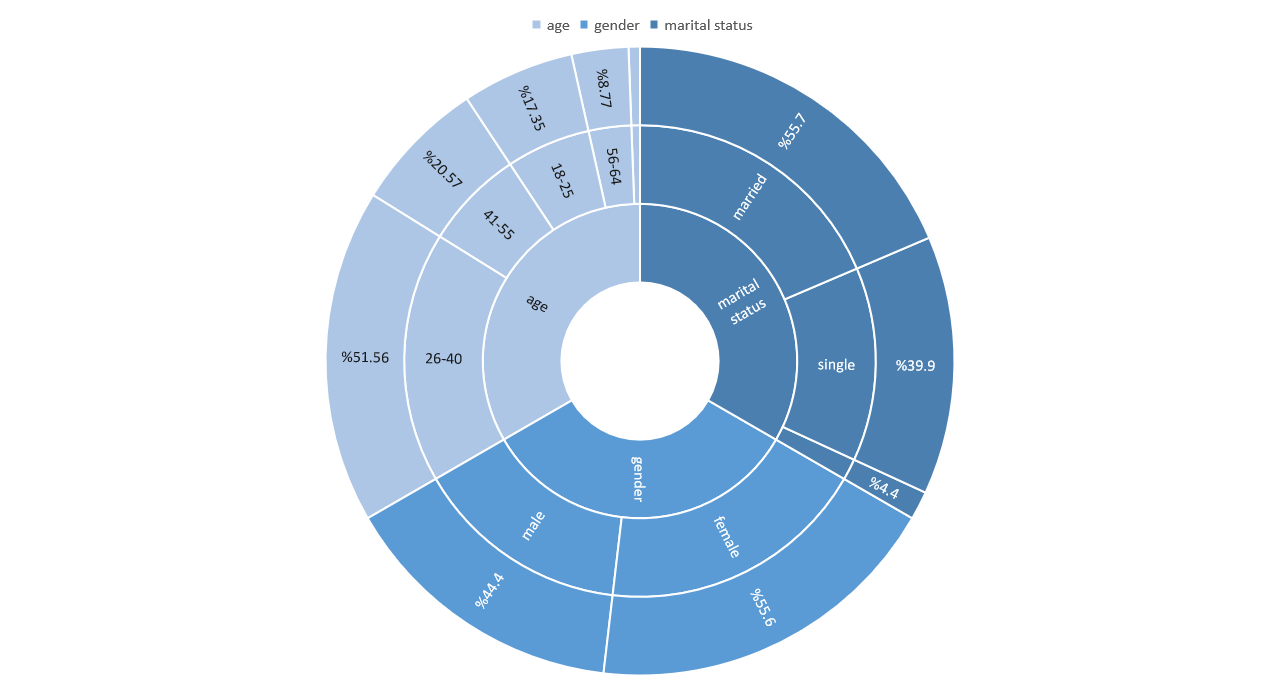 age gender marital status
%55.7
married
marital
status
single
%39.9
%4.4
gender
female
%55.6
male
%44.4
age
26-40
%51.56
41-55
%20.57
18-25
%17.35
56-64
%8.77